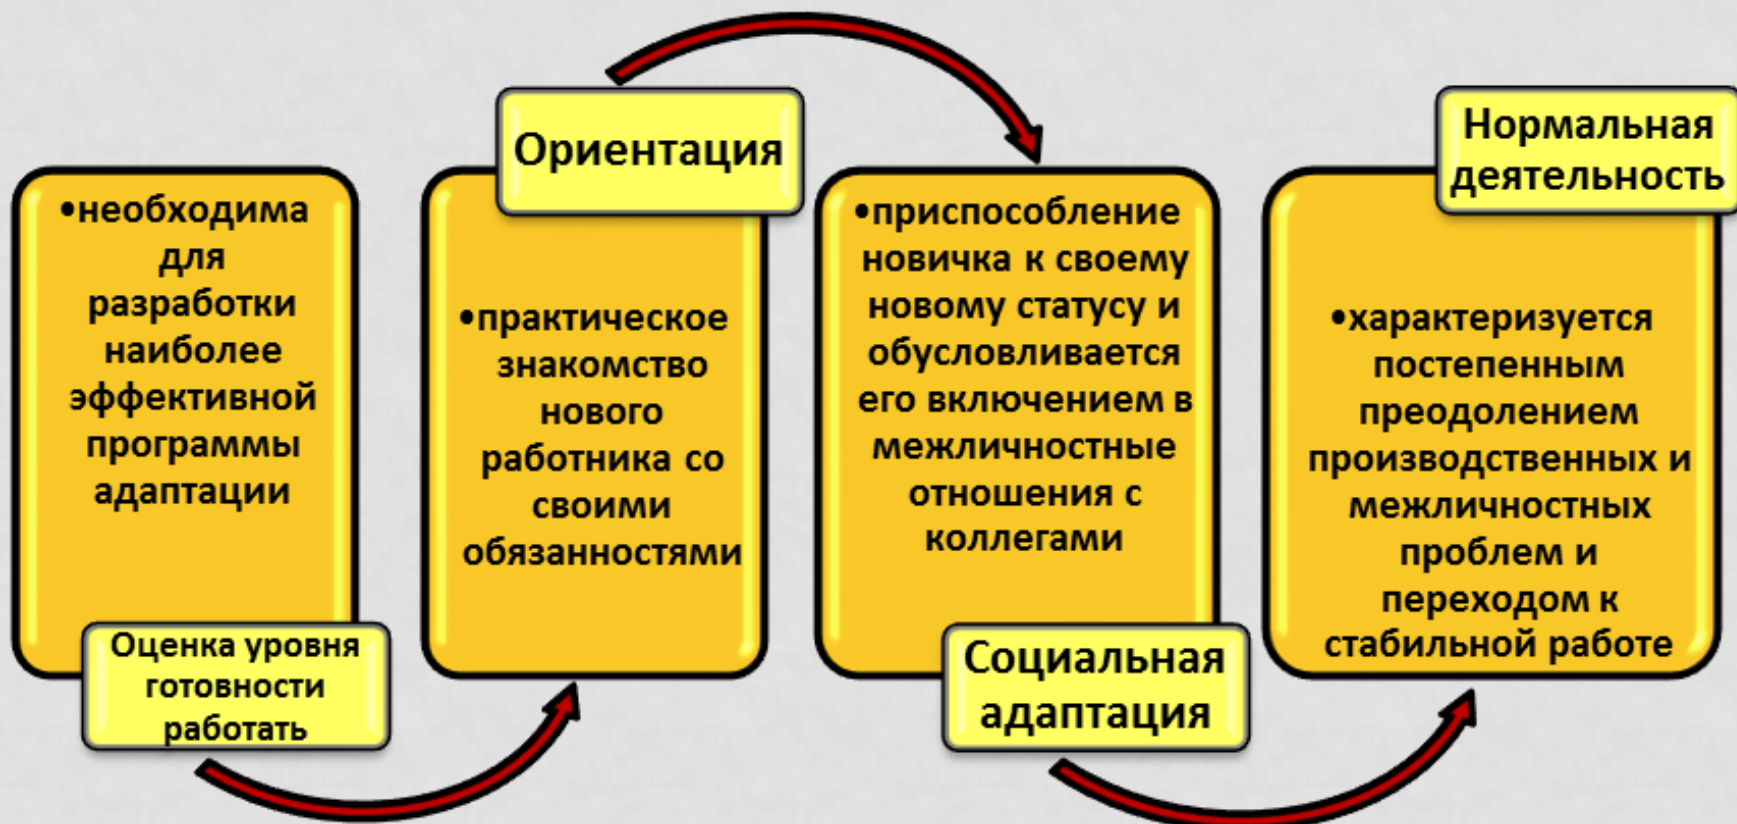 •необходима
для
разработки
наиболее
эффективной
программы
адаптации
Оценка уровня
готовности
работать
Ориентация
•практическое
знакомство
нового
работника со
своими
обязанностями
•приспособление
новичка к своему
новому статусу и
обусловливается
его включением в
межличностные
отношения с
коллегами
Социальная
адаптация
Нормальная
деятельность
•характеризуется
постепенным
преодолением
производственных и
межличностных
проблем и
переходом к
стабильной работе